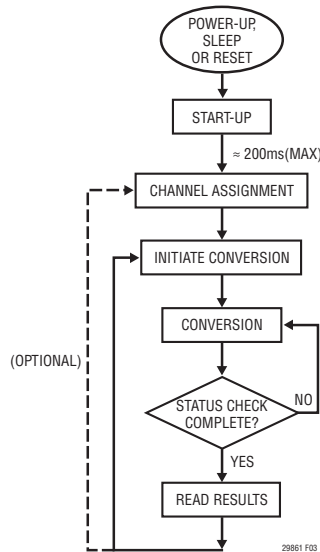 POWER-UP,
SLEEP
OR RESET
START-UP
≈ 200ms(MAX)
CHANNEL ASSIGNMENT
INITIATE CONVERSION
CONVERSION
(OPTIONAL)
STATUS CHECK
COMPLETE?
NO
YES
READ RESULTS
29861 F03